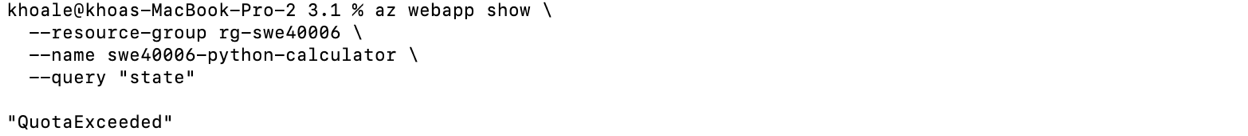 khoale@khoas-MacBook-Pro-2 3.1 % az webapp show \
--resource-group rg-swe40006 \
--name swe40006-python-calculator \
--query "state"
"QuotaExceeded"